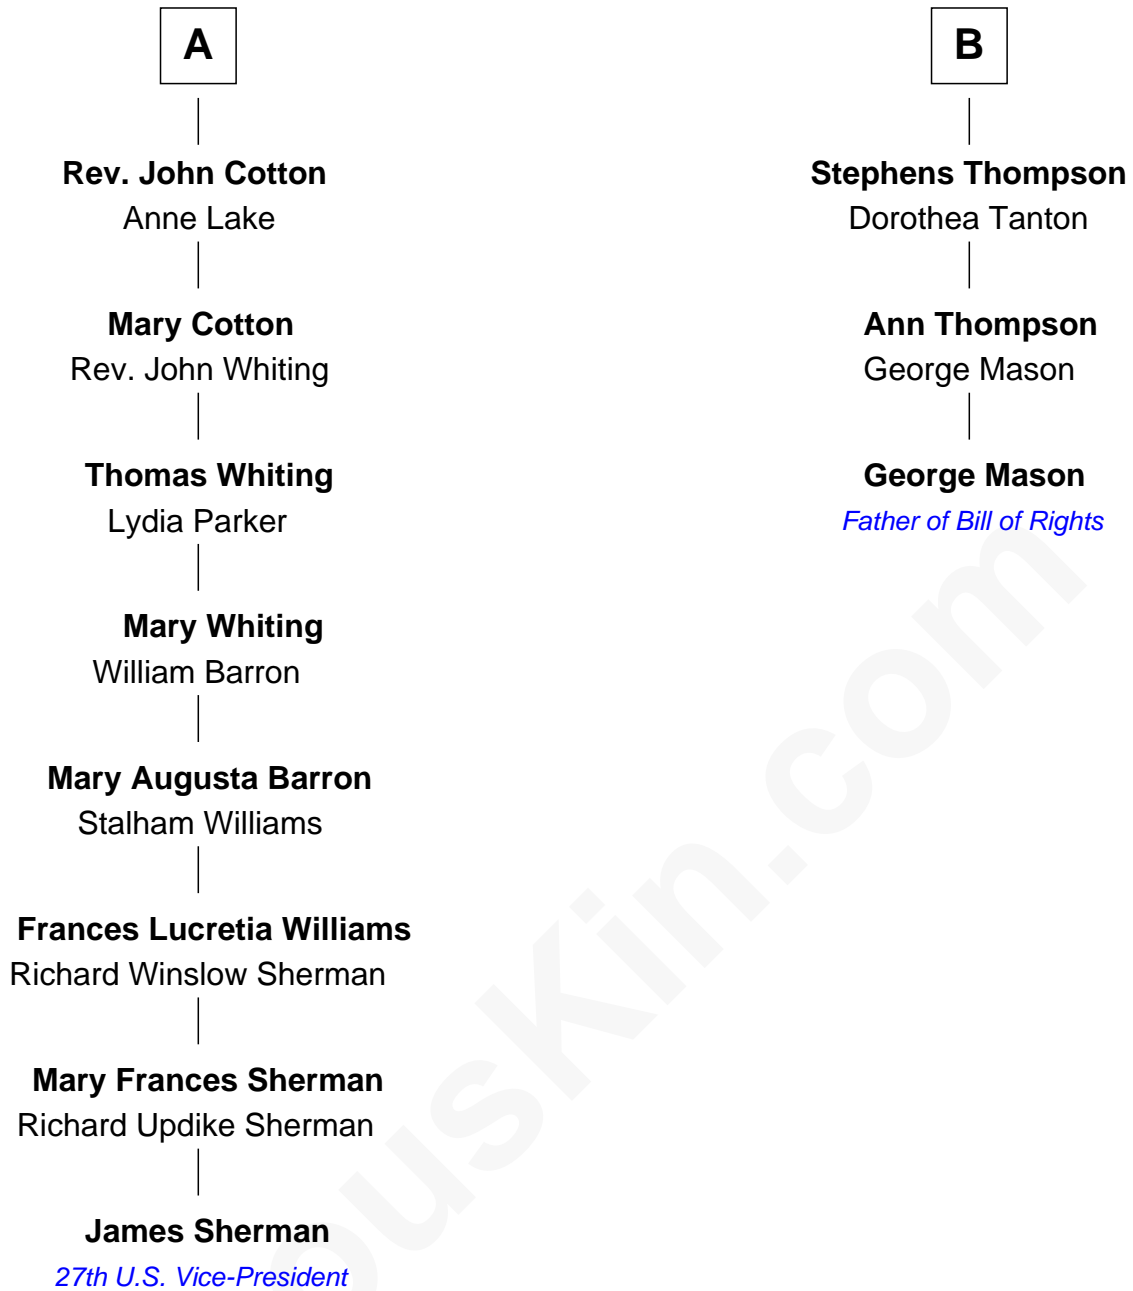 A
Rev. John Cotton
Anne Lake
Mary Cotton
Rev. John Whiting
Thomas Whiting
Lydia Parker
Mary Whiting
William Barron
Mary Augusta Barron
Stalham Williams
Frances Lucretia Williams
Richard Winslow Sherman
Mary Frances Sherman
Richard Updike Sherman
James Sherman
27th U.S. Vice-President
B
Stephens Thompson
Dorothea Tanton
Ann Thompson
George Mason
George Mason
Father of Bill of Rights
ouskin.com